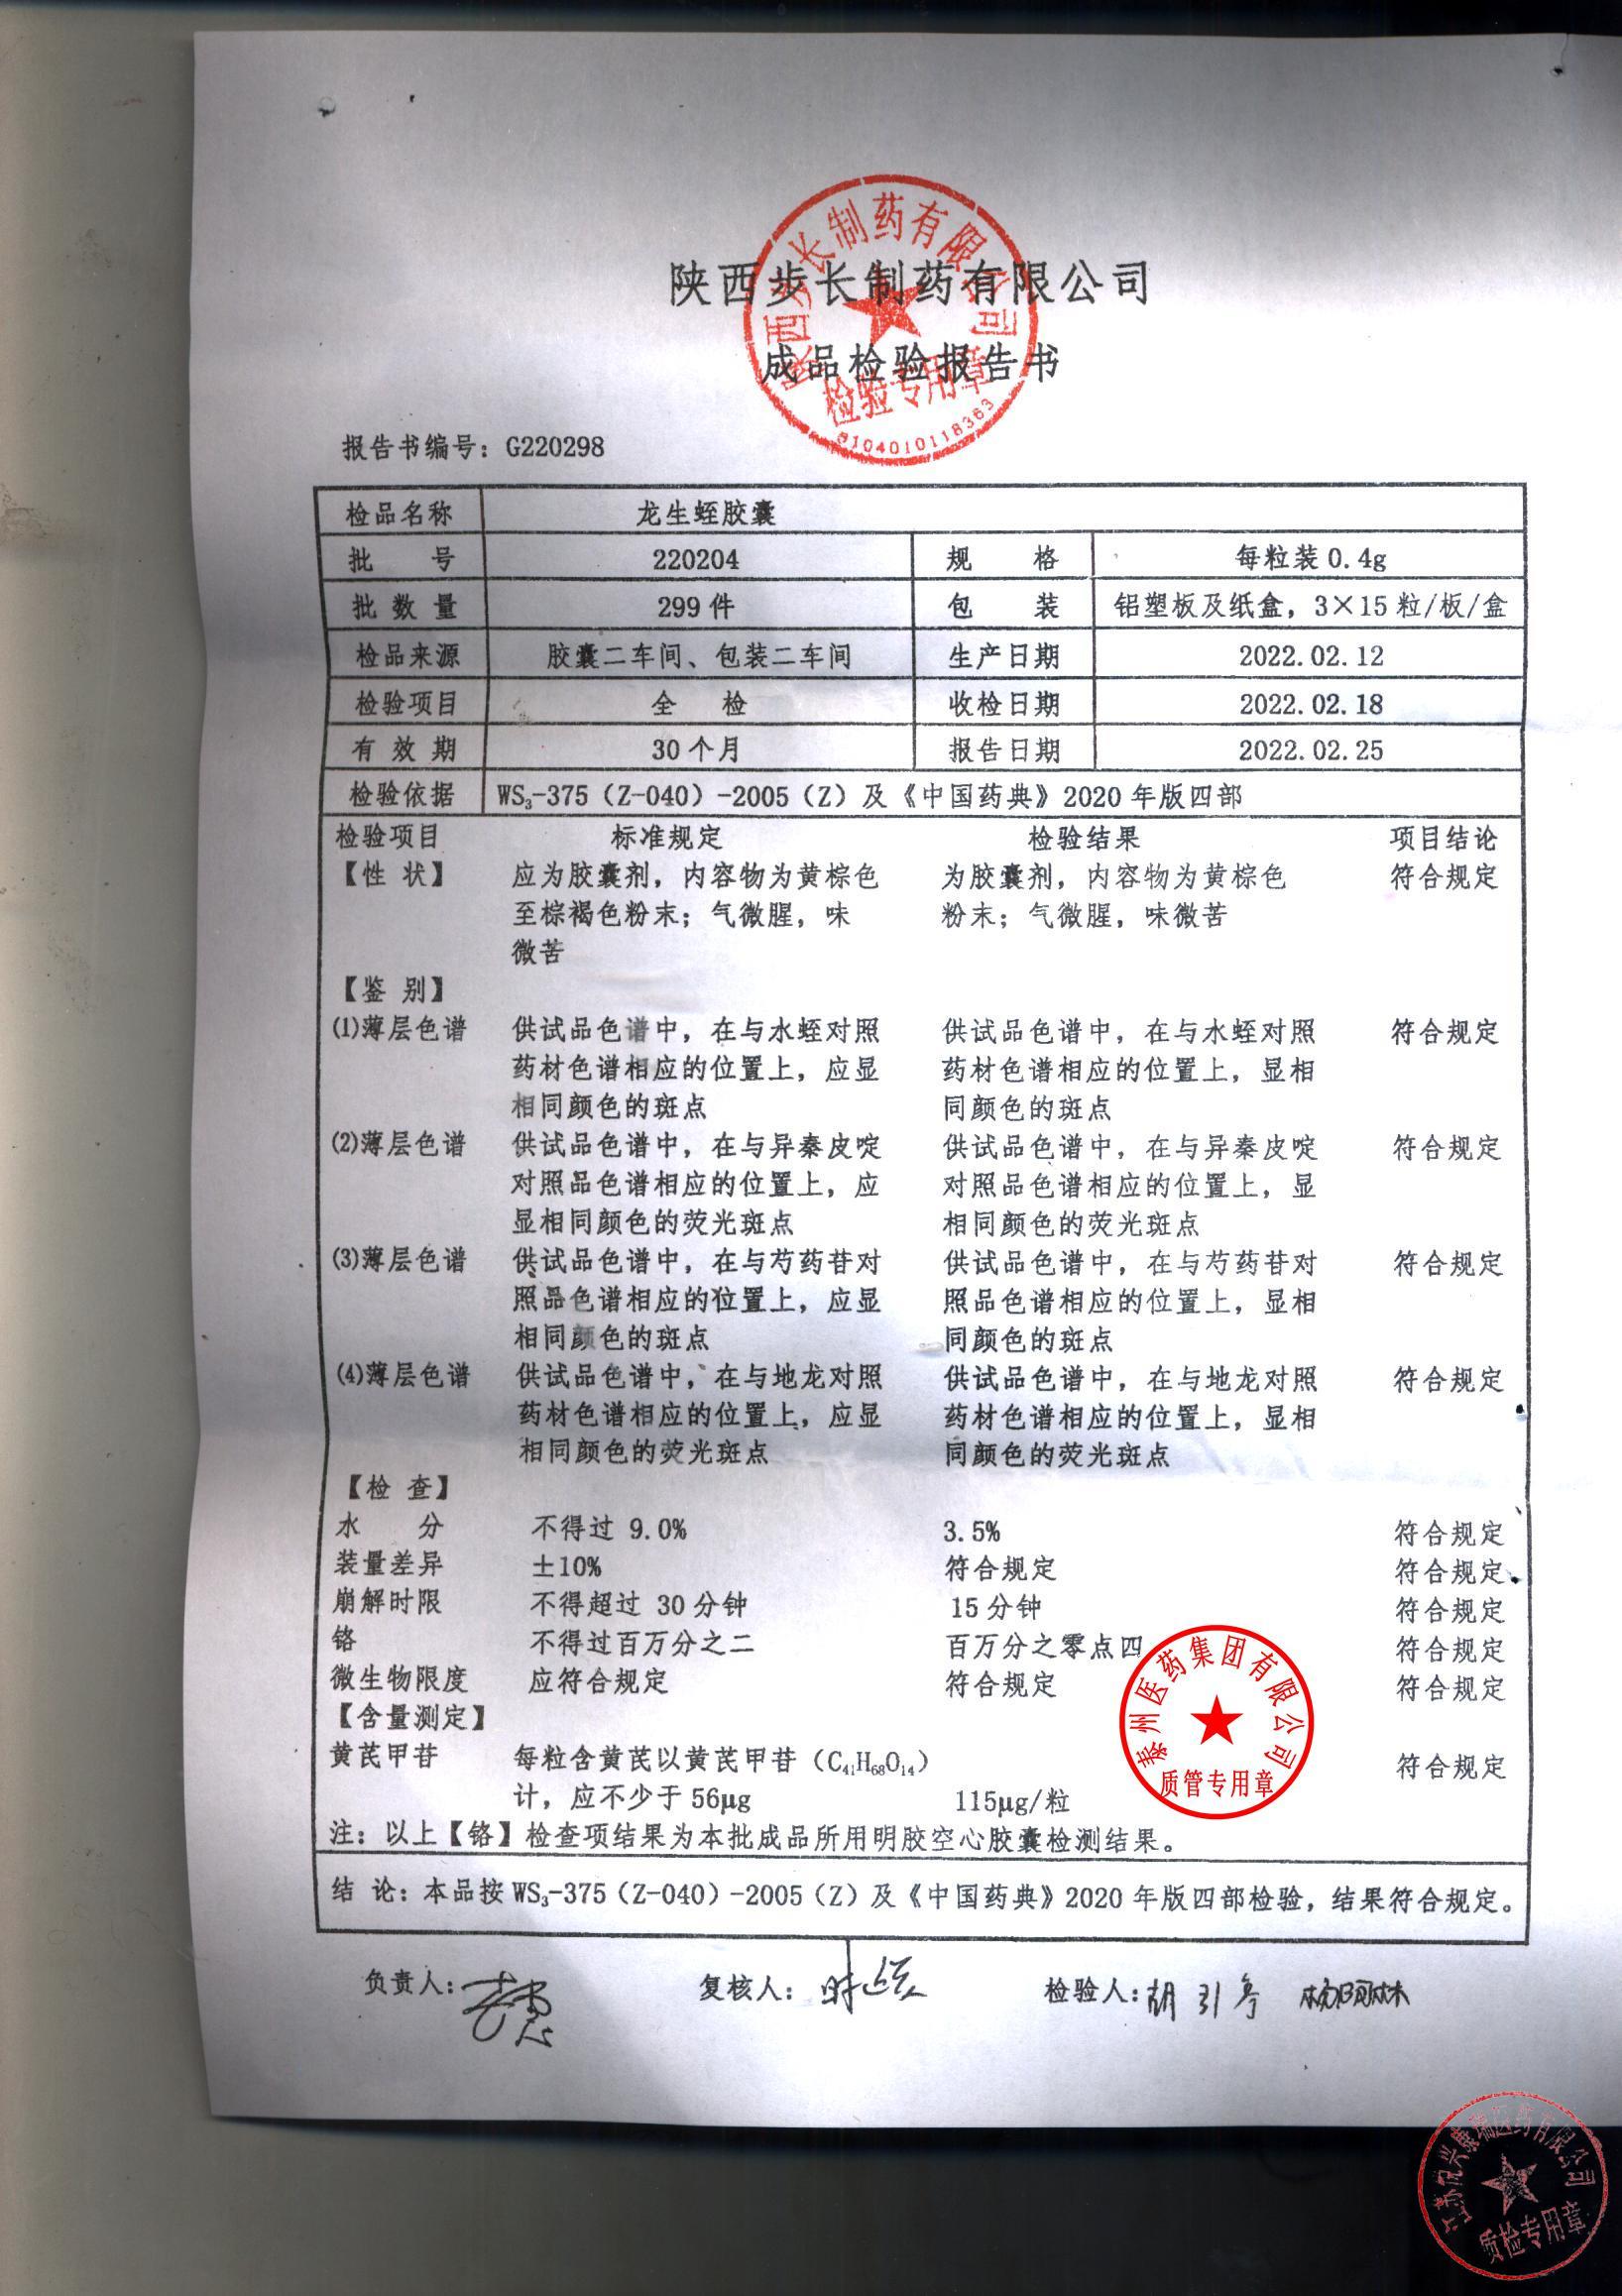 陕西步长制药有限公司
成品检验报告书
陕西步长制药有限公司
检验专用章
6104010118363
报告书编号：G220298
检品名称 龙生蛭胶囊
批 号 220204 规 格 每粒装0.4g
批 数 量 299件 包 装 铝塑板及纸盒，3×15粒/板/盒
检品来源 胶囊二车间、包装二车间 生产日期 2022.02.12
检验项目 全 检 收检日期 2022.02.18
有 效 期 30个月 报告日期 2022.02.25
检验依据 WS₃-375（Z-040）-2005（Z）及《中国药典》2020年版四部
检验项目 标准规定 检验结果 项目结论
【性 状】 应为胶囊剂，内容物为黄棕色 为胶囊剂，内容物为黄棕色 符合规定
至棕褐色粉末；气微腥，味 粉末；气微腥，味微苦
微苦
【鉴 别】
⑴薄层色谱 供试品色谱中，在与水蛭对照 供试品色谱中，在与水蛭对照 符合规定
药材色谱相应的位置上，应显 药材色谱相应的位置上，显相
相同颜色的斑点 同颜色的斑点
⑵薄层色谱 供试品色谱中，在与异秦皮啶 供试品色谱中，在与异秦皮啶 符合规定
对照品色谱相应的位置上，应 对照品色谱相应的位置上，显
显相同颜色的荧光斑点 相同颜色的荧光斑点
⑶薄层色谱 供试品色谱中，在与芍药苷对 供试品色谱中，在与芍药苷对 符合规定
照品色谱相应的位置上，应显 照品色谱相应的位置上，显相
相同颜色的斑点 同颜色的斑点
⑷薄层色谱 供试品色谱中，在与地龙对照 供试品色谱中，在与地龙对照 符合规定
药材色谱相应的位置上，应显 药材色谱相应的位置上，显相
相同颜色的荧光斑点 同颜色的荧光斑点
【检 查】
水 分 不得过 9.0% 3.5% 符合规定
装量差异 ±10% 符合规定 符合规定
崩解时限 不得超过 30分钟 15分钟 符合规定
铬 不得过百万分之二 百万分之零点四 符合规定
微生物限度 应符合规定 符合规定 符合规定
【含量测定】
黄芪甲苷 每粒含黄芪以黄芪甲苷（C₄₁H₆₈O₁₄） 符合规定
计，应不少于56μg 115μg/粒
泰州医药集团有限公司
质管专用章
注：以上【铬】检查项结果为本批成品所用明胶空心胶囊检测结果。
结 论：本品按WS₃-375（Z-040）-2005（Z）及《中国药典》2020年版四部检验，结果符合规定。
负责人： 复核人： 检验人：胡引
质检专用章